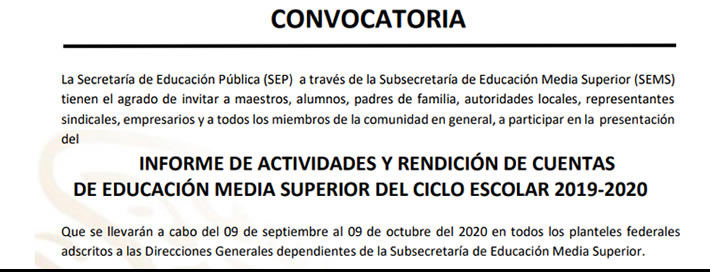 CONVOCATORIA
La Secretaría de Educación Pública (SEP) a través de la Subsecretaría de Educación Media Superior (SEMS)
tienen el agrado de invitar a maestros, alumnos, padres de familia, autoridades locales, representantes
sindicales, empresarios y a todos los miembros de la comunidad en general, a participar en la presentación
del
INFORME DE ACTIVIDADES Y RENDICIÓN DE CUENTAS
DE EDUCACIÓN MEDIA SUPERIOR DEL CICLO ESCOLAR 2019-2020
Que se llevarán a cabo del 09 de septiembre al 09 de octubre del 2020 en todos los planteles federales
adscritos a las Direcciones Generales dependientes de la Subsecretaría de Educación Media Superior.